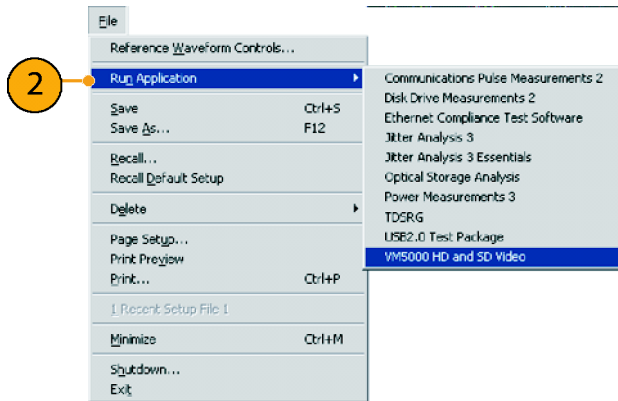 File
Reference Waveform Controls...
2
Run Application
Save Ctrl+S
Save As... F12
Recall...
Recall Default Setup
Delete
Page Setup...
Print Preview
Print... Ctrl+P
1 Recent Setup File 1
Minimize Ctrl+M
Shutdown...
Exit
Communications Pulse Measurements 2
Disk Drive Measurements 2
Ethernet Compliance Test Software
Jitter Analysis 3
Jitter Analysis 3 Essentials
Optical Storage Analysis
Power Measurements 3
TDSRG
USB2.0 Test Package
VM5000 HD and SD Video